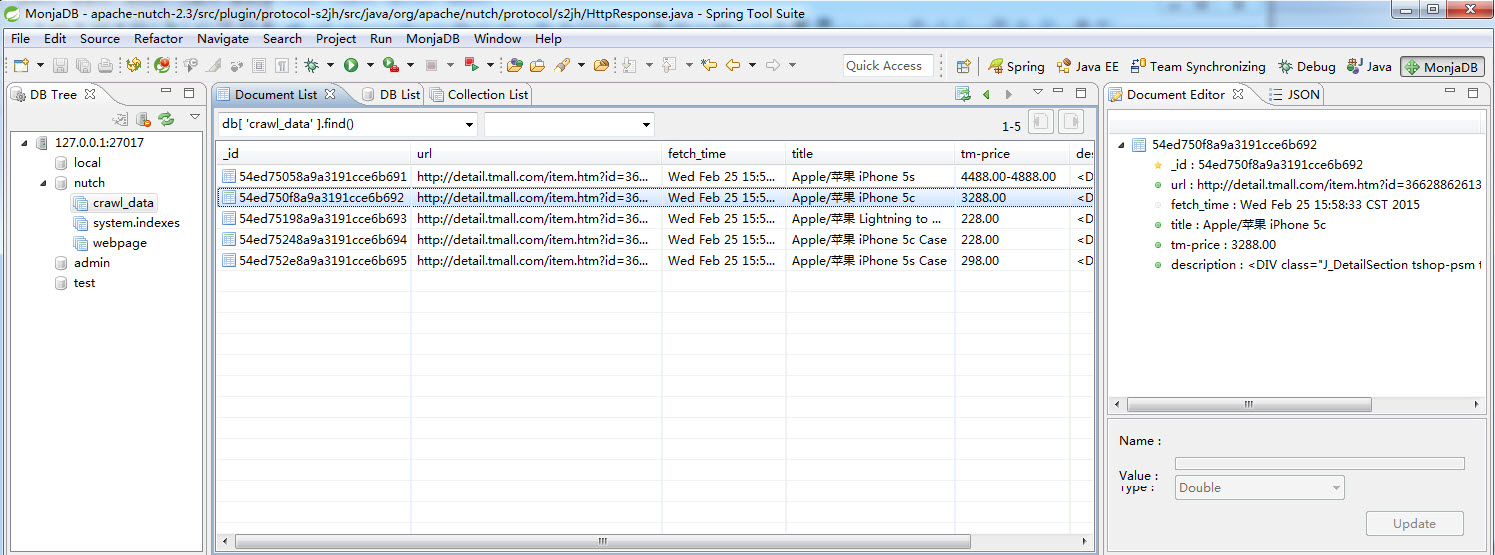 MonjaDB - apache-nutch-2.3/src/plugin/protocol-s2jh/src/java/org/apache/nutch/protocol/s2jh/HttpResponse.java - Spring Tool Suite
File Edit Source Refactor Navigate Search Project Run MonjaDB Window Help
Quick Access Spring Java EE Team Synchronizing Debug Java MonjaDB
DB Tree
127.0.0.1:27017
local
nutch
crawl_data
system.indexes
webpage
admin
test
Document List DB List Collection List
db[ 'crawl_data' ].find() 1-5
_id url fetch_time title tm-price des
54ed75058a9a3191cce6b691 http://detail.tmall.com/item.htm?id=36... Wed Feb 25 15:5... Apple/苹果 iPhone 5s 4488.00-4888.00 <D
54ed750f8a9a3191cce6b692 http://detail.tmall.com/item.htm?id=36... Wed Feb 25 15:5... Apple/苹果 iPhone 5c 3288.00 <D
54ed75198a9a3191cce6b693 http://detail.tmall.com/item.htm?id=36... Wed Feb 25 15:5... Apple/苹果 Lightning to ... 228.00 <D
54ed75248a9a3191cce6b694 http://detail.tmall.com/item.htm?id=36... Wed Feb 25 15:5... Apple/苹果 iPhone 5c Case 228.00 <D
54ed752e8a9a3191cce6b695 http://detail.tmall.com/item.htm?id=36... Wed Feb 25 15:5... Apple/苹果 iPhone 5s Case 298.00 <D
Document Editor JSON
54ed750f8a9a3191cce6b692
_id : 54ed750f8a9a3191cce6b692
url : http://detail.tmall.com/item.htm?id=36628862613
fetch_time : Wed Feb 25 15:58:33 CST 2015
title : Apple/苹果 iPhone 5c
tm-price : 3288.00
description : <DIV class="J_DetailSection tshop-psm t
Name :
Value :
Type : Double
Update